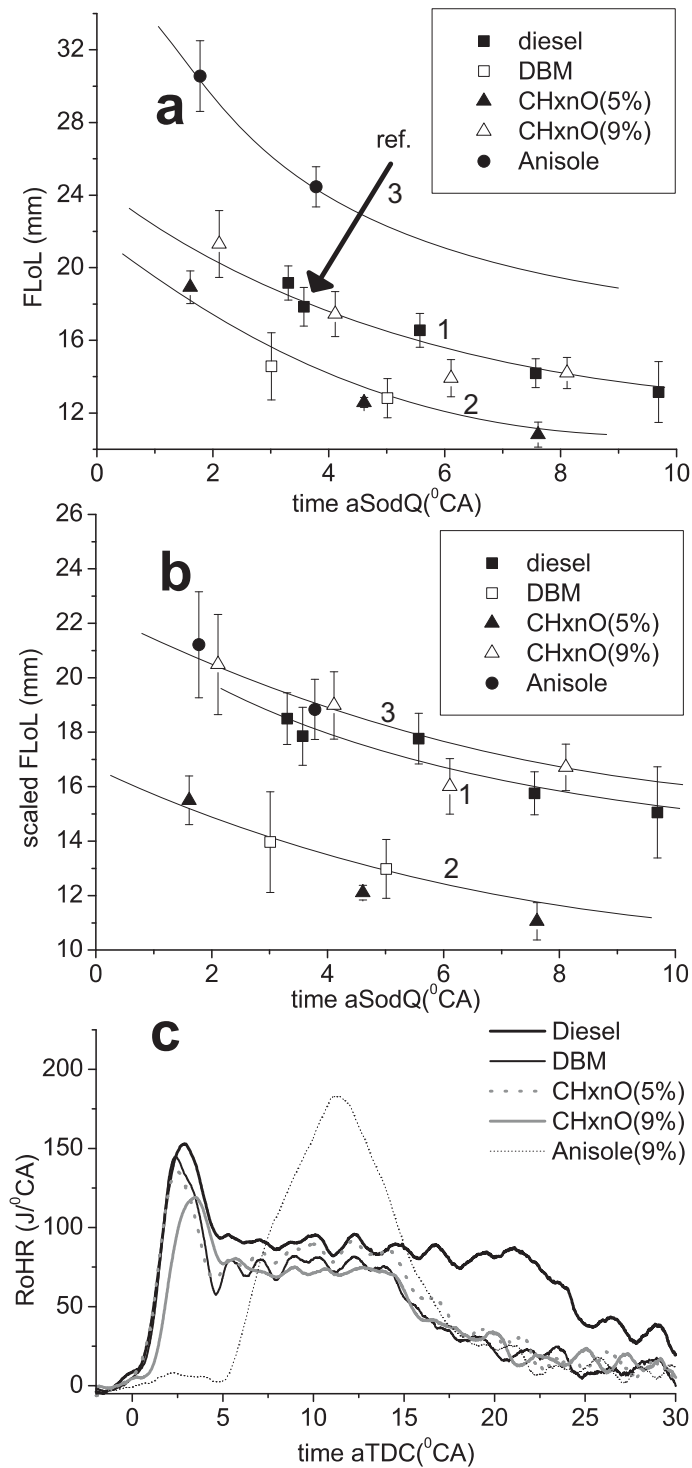 a
32
28
24
20
16
12
FLoL (mm)
diesel
DBM
CHxnO(5%)
CHxnO(9%)
Anisole
ref.
3
1
2
0 2 4 6 8 10
time aSodQ(⁰CA)
b
26
24
22
20
18
16
14
12
10
scaled FLoL (mm)
diesel
DBM
CHxnO(5%)
CHxnO(9%)
Anisole
3
1
2
0 2 4 6 8 10
time aSodQ(⁰CA)
c
200
150
100
50
0
RoHR (J/⁰CA)
Diesel
DBM
CHxnO(5%)
CHxnO(9%)
Anisole(9%)
0 5 10 15 20 25 30
time aTDC(⁰CA)